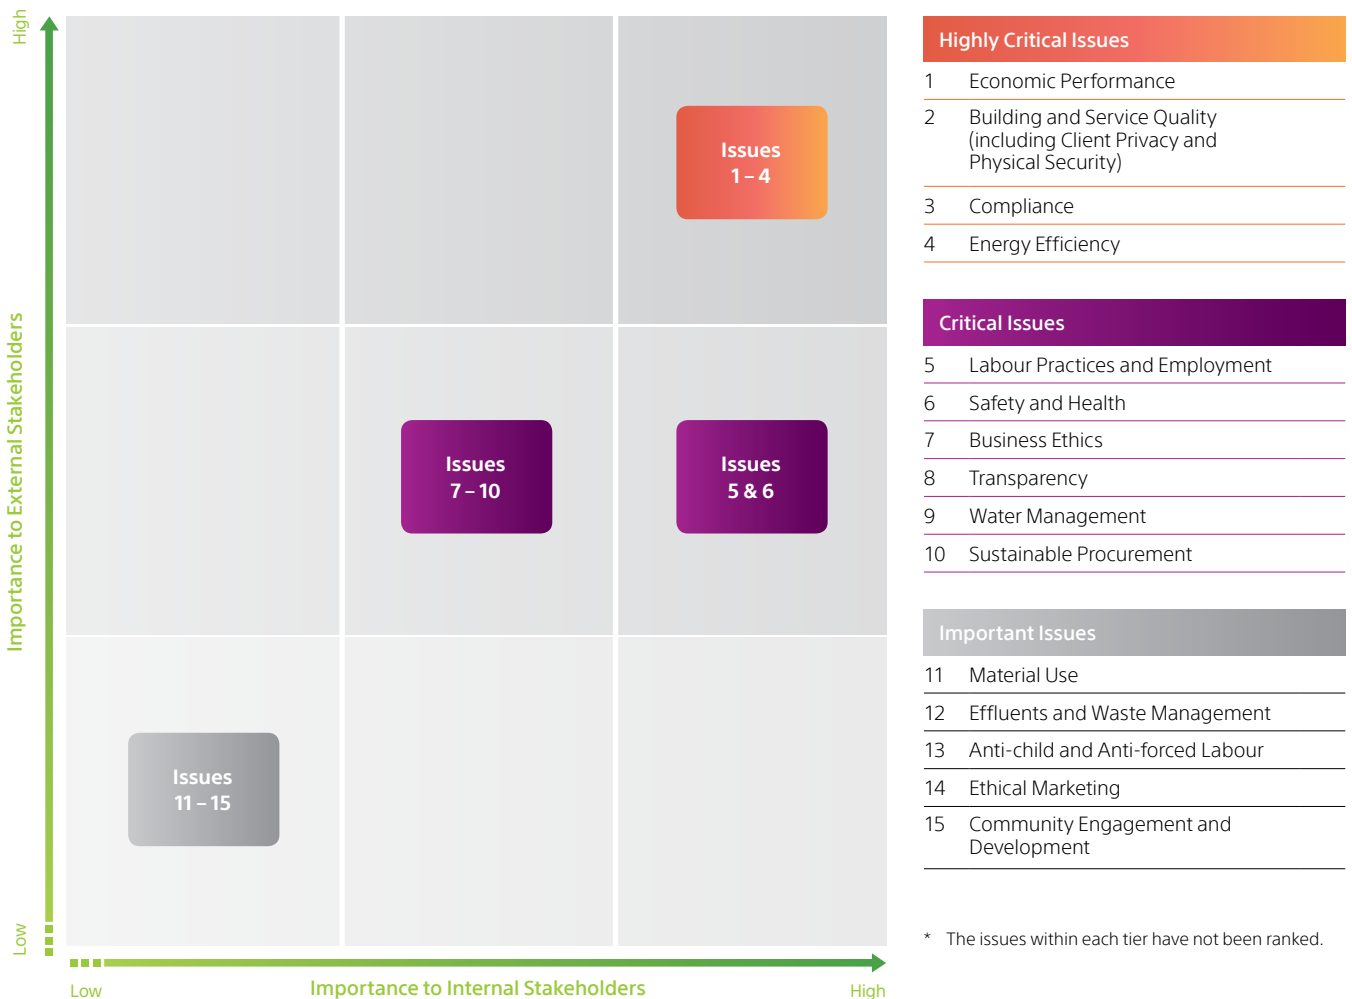 High
Importance to External Stakeholders
Low
Issues
1 – 4
Issues
7 – 10
Issues
5 & 6
Issues
11 – 15
Low
Importance to Internal Stakeholders
High
Highly Critical Issues
1 Economic Performance
2 Building and Service Quality
(including Client Privacy and
Physical Security)
3 Compliance
4 Energy Efficiency
Critical Issues
5 Labour Practices and Employment
6 Safety and Health
7 Business Ethics
8 Transparency
9 Water Management
10 Sustainable Procurement
Important Issues
11 Material Use
12 Effluents and Waste Management
13 Anti-child and Anti-forced Labour
14 Ethical Marketing
15 Community Engagement and
Development
* The issues within each tier have not been ranked.